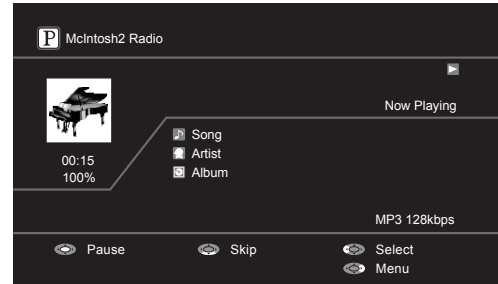 P McIntosh2 Radio
Now Playing
Song
Artist
Album
00:15
100%
MP3 128kbps
Pause Skip Select
Menu